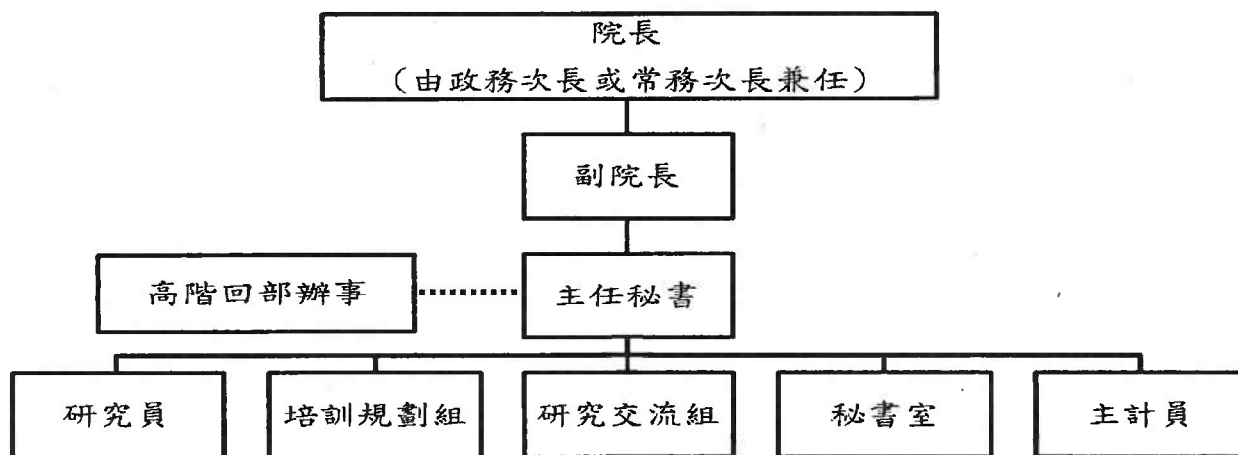 院長
（由政務次長或常務次長兼任）
副院長
高階回部辦事
主任秘書
研究員
培訓規劃組
研究交流組
秘書室
主計員